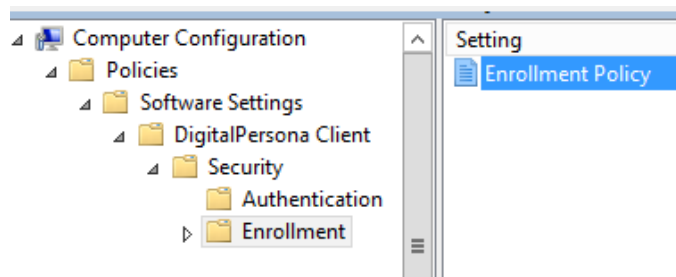 Computer Configuration
Policies
Software Settings
DigitalPersona Client
Security
Authentication
Enrollment
Setting
Enrollment Policy